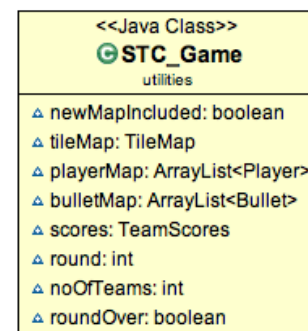 <<Java Class>>
STC_Game
utilities
newMapIncluded: boolean
tileMap: TileMap
playerMap: ArrayList<Player>
bulletMap: ArrayList<Bullet>
scores: TeamScores
round: int
noOfTeams: int
roundOver: boolean